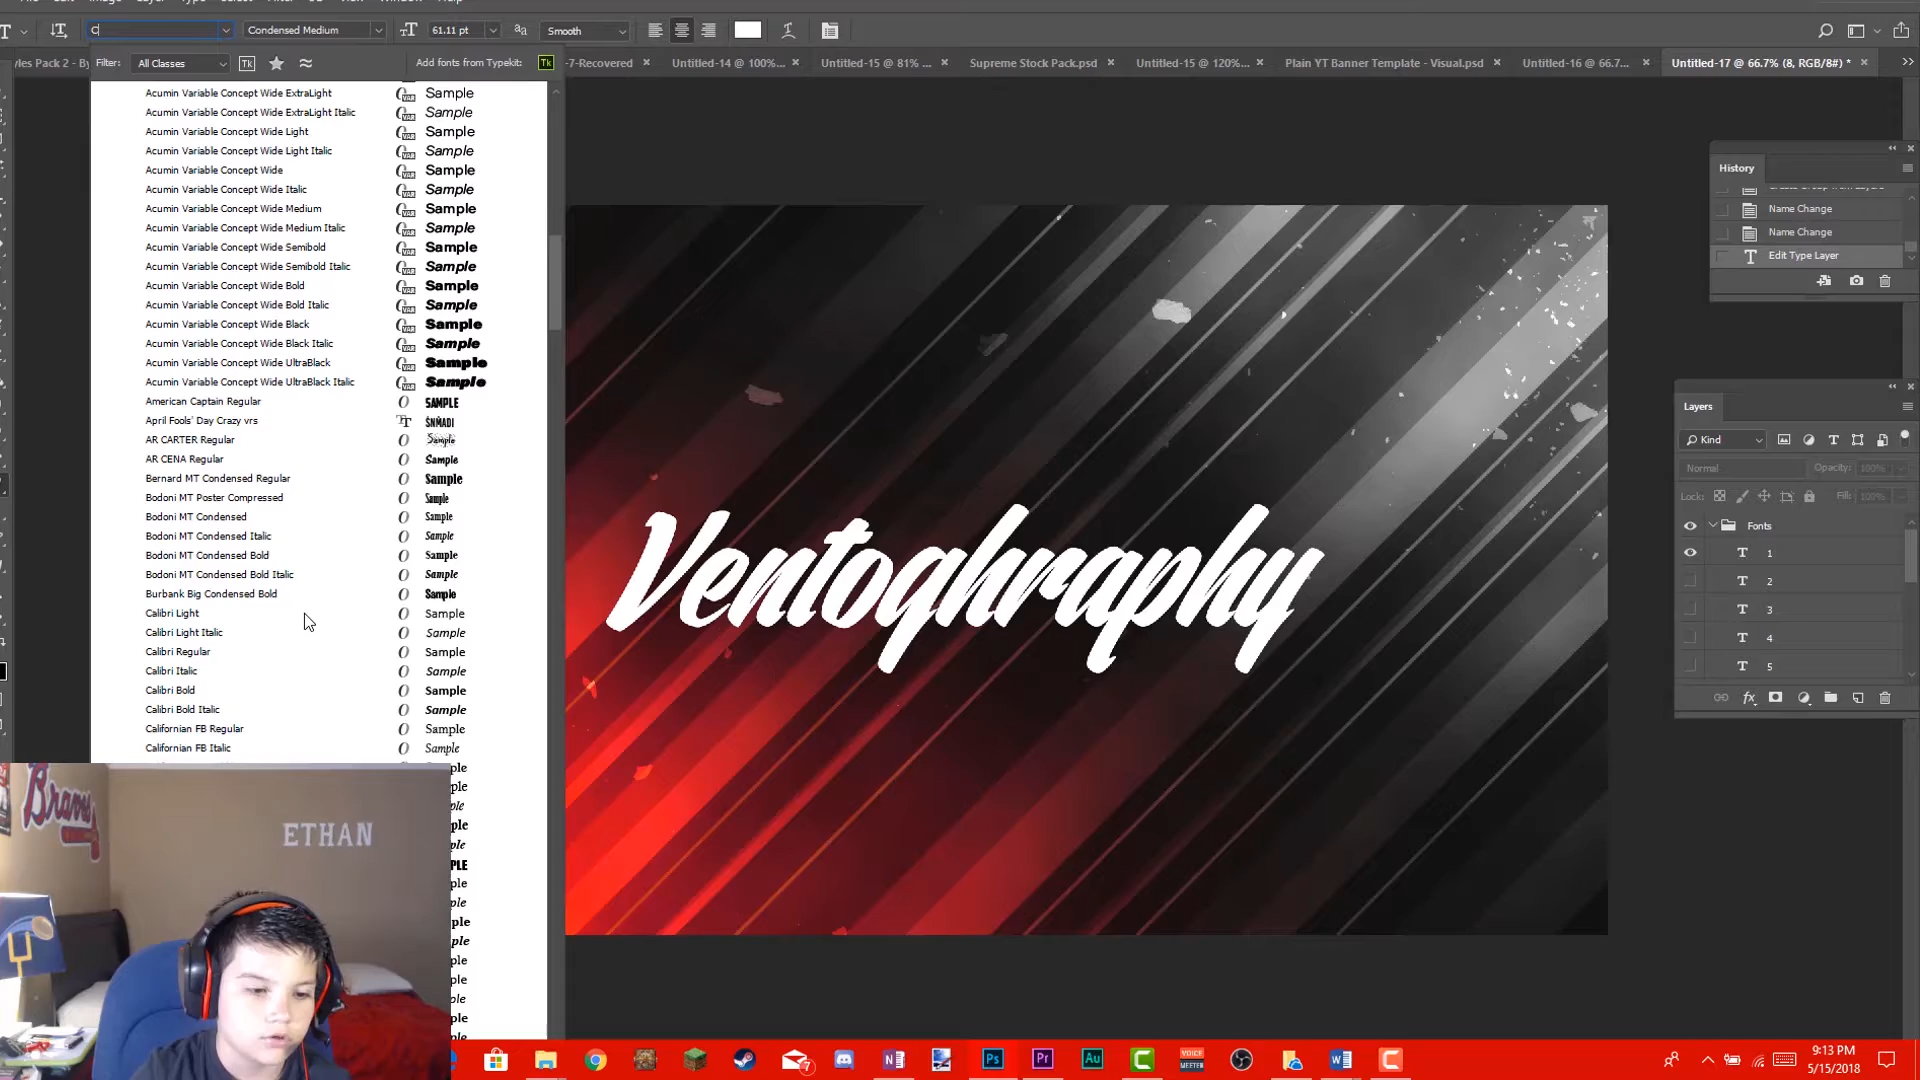 C
Condensed Medium
61.11 pt
Smooth
Filter:
All Classes
Add fonts from Typekit:
Tk
yles Pack 2 - By
-7-Recovered
Untitled-14 @ 100%...
Untitled-15 @ 81% ...
Supreme Stock Pack.psd
Untitled-15 @ 120%...
Plain YT Banner Template - Visual.psd
Untitled-16 @ 66.7...
Untitled-17 @ 66.7% (8, RGB/8#) *
Acumin Variable Concept Wide ExtraLight Sample
Acumin Variable Concept Wide ExtraLight Italic Sample
Acumin Variable Concept Wide Light Sample
Acumin Variable Concept Wide Light Italic Sample
Acumin Variable Concept Wide Sample
Acumin Variable Concept Wide Italic Sample
Acumin Variable Concept Wide Medium Sample
Acumin Variable Concept Wide Medium Italic Sample
Acumin Variable Concept Wide Semibold Sample
Acumin Variable Concept Wide Semibold Italic Sample
Acumin Variable Concept Wide Bold Sample
Acumin Variable Concept Wide Bold Italic Sample
Acumin Variable Concept Wide Black Sample
Acumin Variable Concept Wide Black Italic Sample
Acumin Variable Concept Wide UltraBlack Sample
Acumin Variable Concept Wide UltraBlack Italic Sample
American Captain Regular SAMPLE
April Fools' Day Crazy vrs
AR CARTER Regular Sample
AR CENA Regular Sample
Bernard MT Condensed Regular Sample
Bodoni MT Poster Compressed Sample
Bodoni MT Condensed Sample
Bodoni MT Condensed Italic Sample
Bodoni MT Condensed Bold Sample
Bodoni MT Condensed Bold Italic Sample
Burbank Big Condensed Bold Sample
Calibri Light Sample
Calibri Light Italic Sample
Calibri Regular Sample
Calibri Italic Sample
Calibri Bold Sample
Calibri Bold Italic Sample
Californian FB Regular Sample
Californian FB Italic Sample
Ventoghraphy
History
Name Change
Name Change
Edit Type Layer
Layers
Kind
Normal
Opacity: 100%
Lock:
Fill: 100%
Fonts
1
2
3
4
5
Braves
ETHAN
7
VOICE
MEETER
9:13 PM
5/15/2018